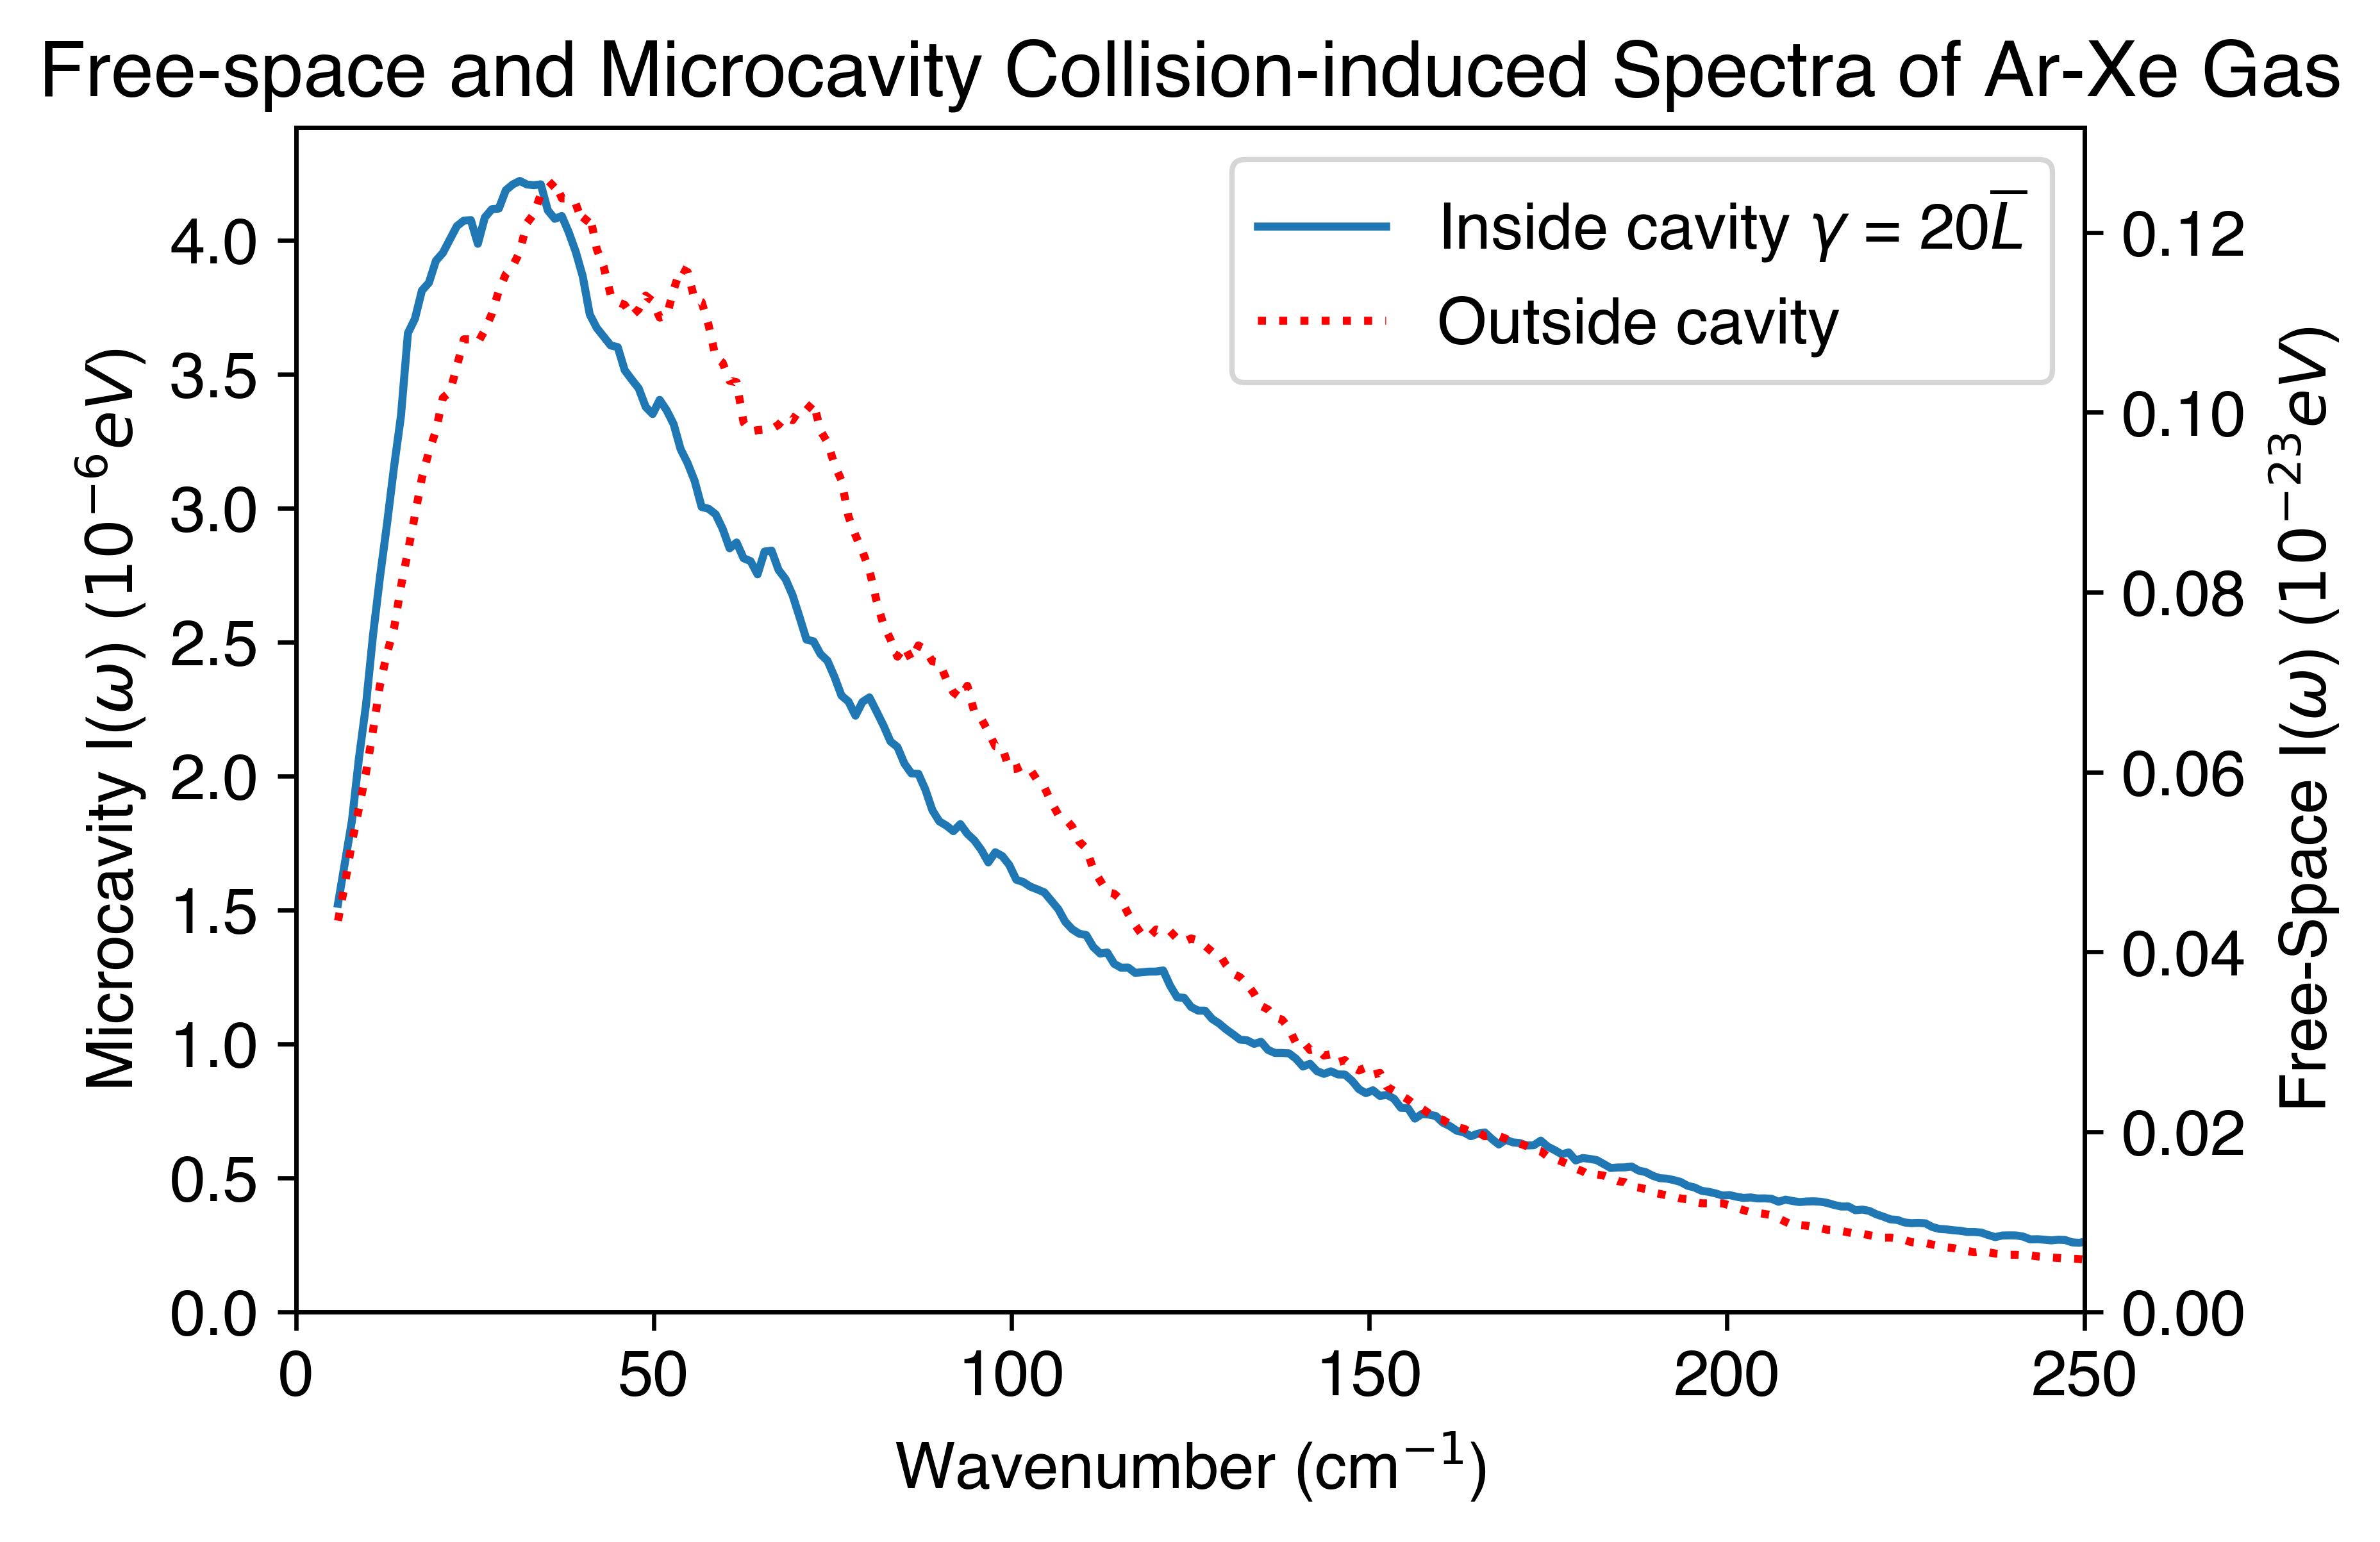 Free-space and Microcavity Collision-induced Spectra of Ar-Xe Gas
Inside cavity γ = 20L̅
Outside cavity
Microcavity I(ω) (10⁻⁶eV)
4.0
3.5
3.0
2.5
2.0
1.5
1.0
0.5
0.0
0.12
0.10
0.08
0.06
0.04
0.02
0.00
Free-Space I(ω) (10⁻²³eV)
0 50 100 150 200 250
Wavenumber (cm⁻¹)